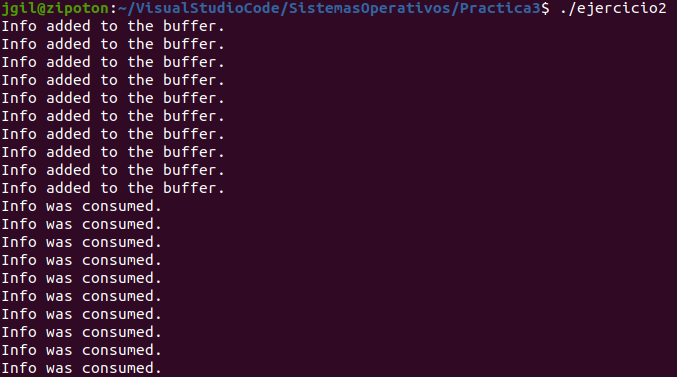 jgil@zipoton:~/VisualStudioCode/SistemasOperativos/Practica3$ ./ejercicio2
Info added to the buffer.
Info added to the buffer.
Info added to the buffer.
Info added to the buffer.
Info added to the buffer.
Info added to the buffer.
Info added to the buffer.
Info added to the buffer.
Info added to the buffer.
Info added to the buffer.
Info was consumed.
Info was consumed.
Info was consumed.
Info was consumed.
Info was consumed.
Info was consumed.
Info was consumed.
Info was consumed.
Info was consumed.
Info was consumed.